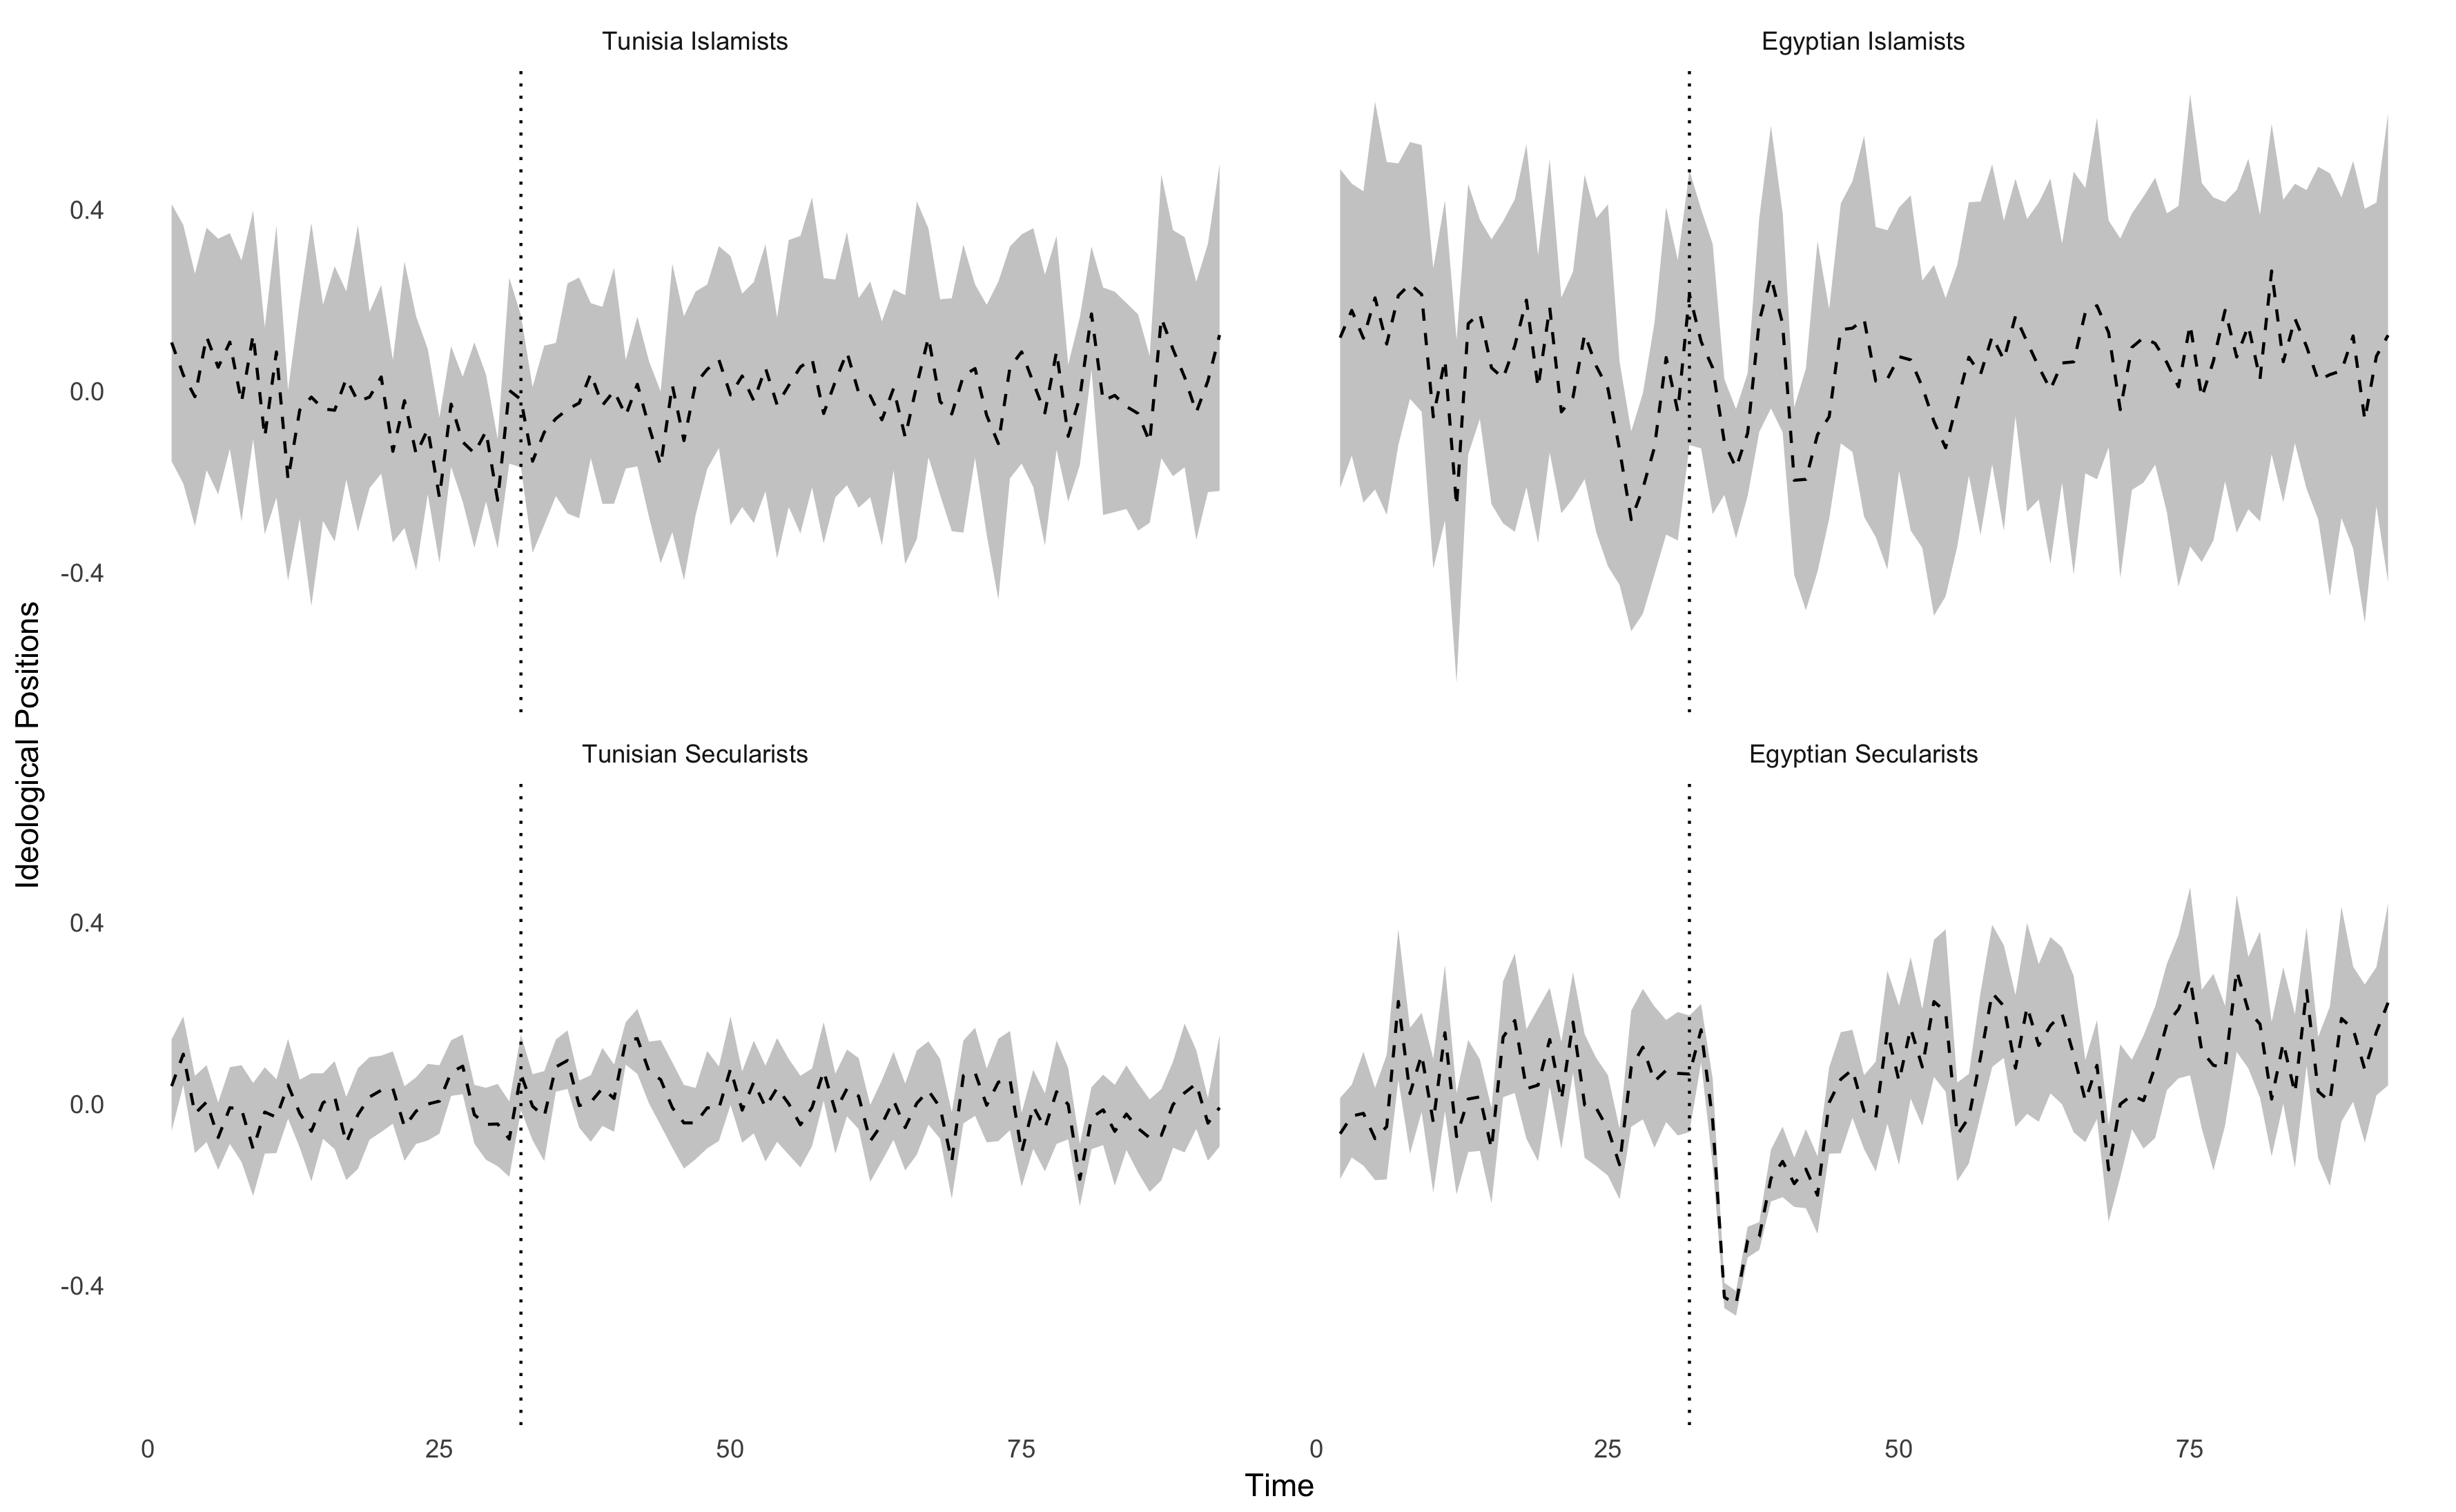 Tunisia Islamists
Egyptian Islamists
0.4
0.0
-0.4
Ideological Positions
Tunisian Secularists
Egyptian Secularists
0.4
0.0
-0.4
0 25 50 75
0 25 50 75
Time